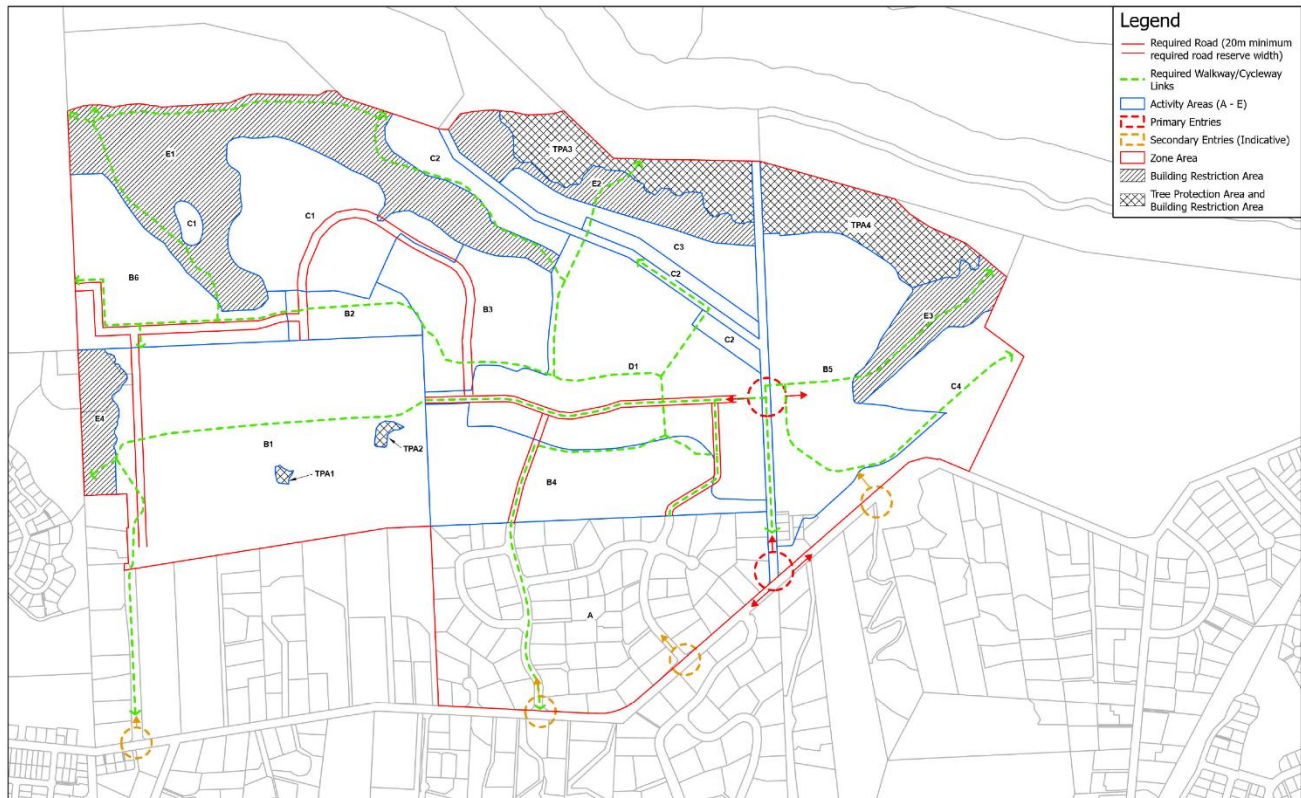 Legend
Required Road (20m minimum
required road reserve width)
Required Walkway/Cycleway
Links
Activity Areas (A - E)
Primary Entries
Secondary Entries (Indicative)
Zone Area
Building Restriction Area
Tree Protection Area and
Building Restriction Area
E1
C2
TPA3
E2
C1
C1
TPA4
C3
C2
B6
B2
B3
E3
C2
D1
B5
C4
E4
B1
TPA2
TPA1
B4
A